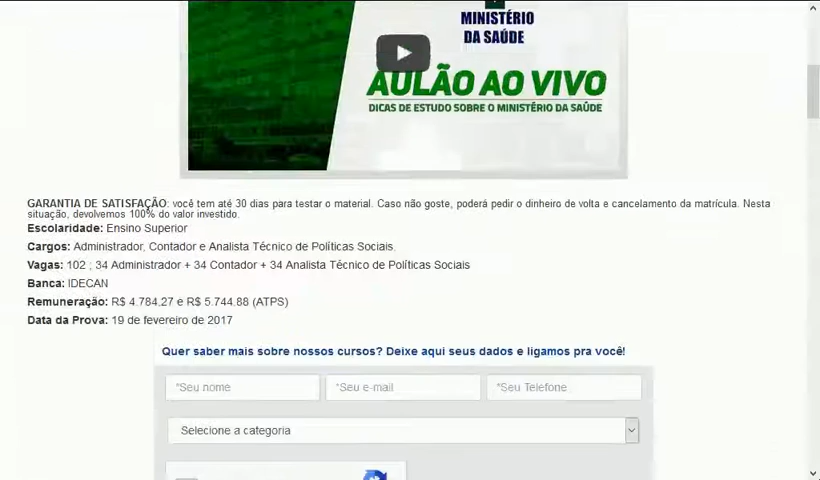 MINISTÉRIO
DA SAÚDE
AULÃO AO VIVO
DICAS DE ESTUDO SOBRE O MINISTÉRIO DA SAÚDE
GARANTIA DE SATISFAÇÃO: você tem até 30 dias para testar o material. Caso não goste, poderá pedir o dinheiro de volta e cancelamento da matrícula. Nesta
situação, devolvemos 100% do valor investido.
Escolaridade: Ensino Superior
Cargos: Administrador, Contador e Analista Técnico de Políticas Sociais.
Vagas: 102 ; 34 Administrador + 34 Contador + 34 Analista Técnico de Políticas Sociais
Banca: IDECAN
Remuneração: R$ 4.784.27 e R$ 5.744.88 (ATPS)
Data da Prova: 19 de fevereiro de 2017
Quer saber mais sobre nossos cursos? Deixe aqui seus dados e ligamos pra você!
*Seu nome *Seu e-mail *Seu Telefone
Selecione a categoria